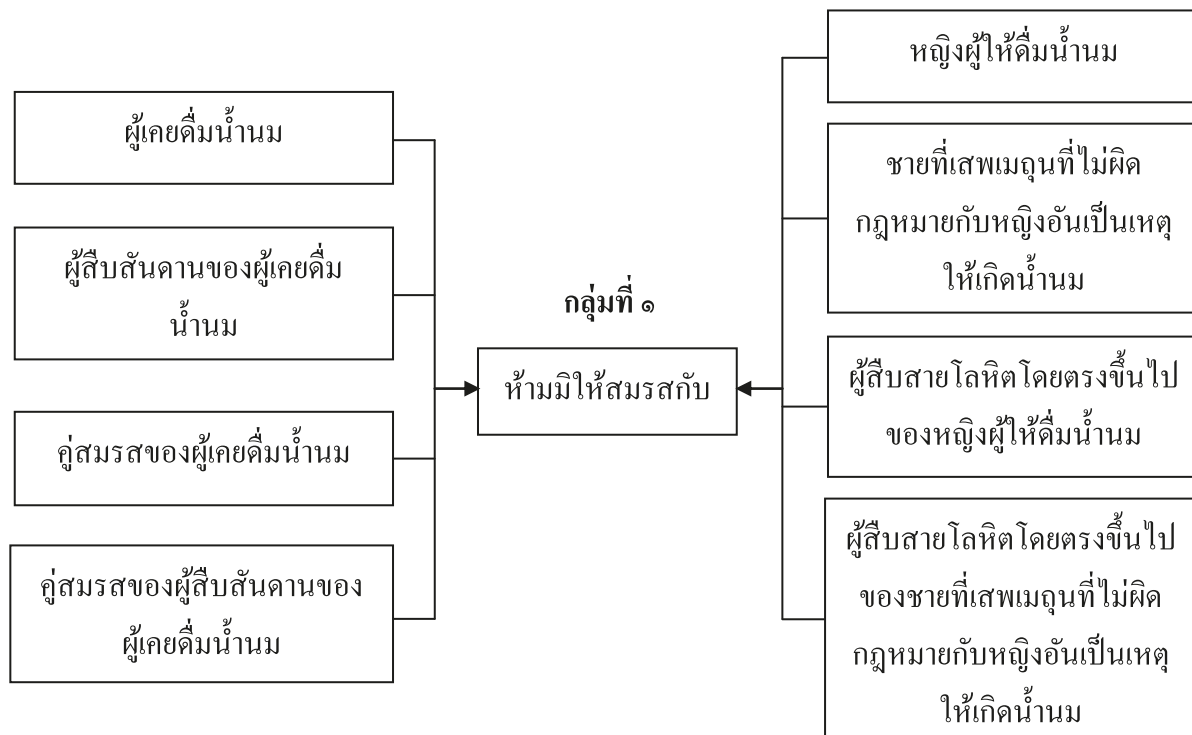 ผู้เคยดื่มน้ำนม
ผู้สืบสันดานของผู้เคยดื่ม
น้ำนม
คู่สมรสของผู้เคยดื่มน้ำนม
คู่สมรสของผู้สืบสันดานของ
ผู้เคยดื่มน้ำนม
กลุ่มที่ ๑
ห้ามมิให้สมรสกับ
หญิงผู้ให้ดื่มน้ำนม
ชายที่เสพเมถุนที่ไม่ผิด
กฎหมายกับหญิงอันเป็นเหตุ
ให้เกิดน้ำนม
ผู้สืบสายโลหิตโดยตรงขึ้นไป
ของหญิงผู้ให้ดื่มน้ำนม
ผู้สืบสายโลหิตโดยตรงขึ้นไป
ของชายที่เสพเมถุนที่ไม่ผิด
กฎหมายกับหญิงอันเป็นเหตุ
ให้เกิดน้ำนม